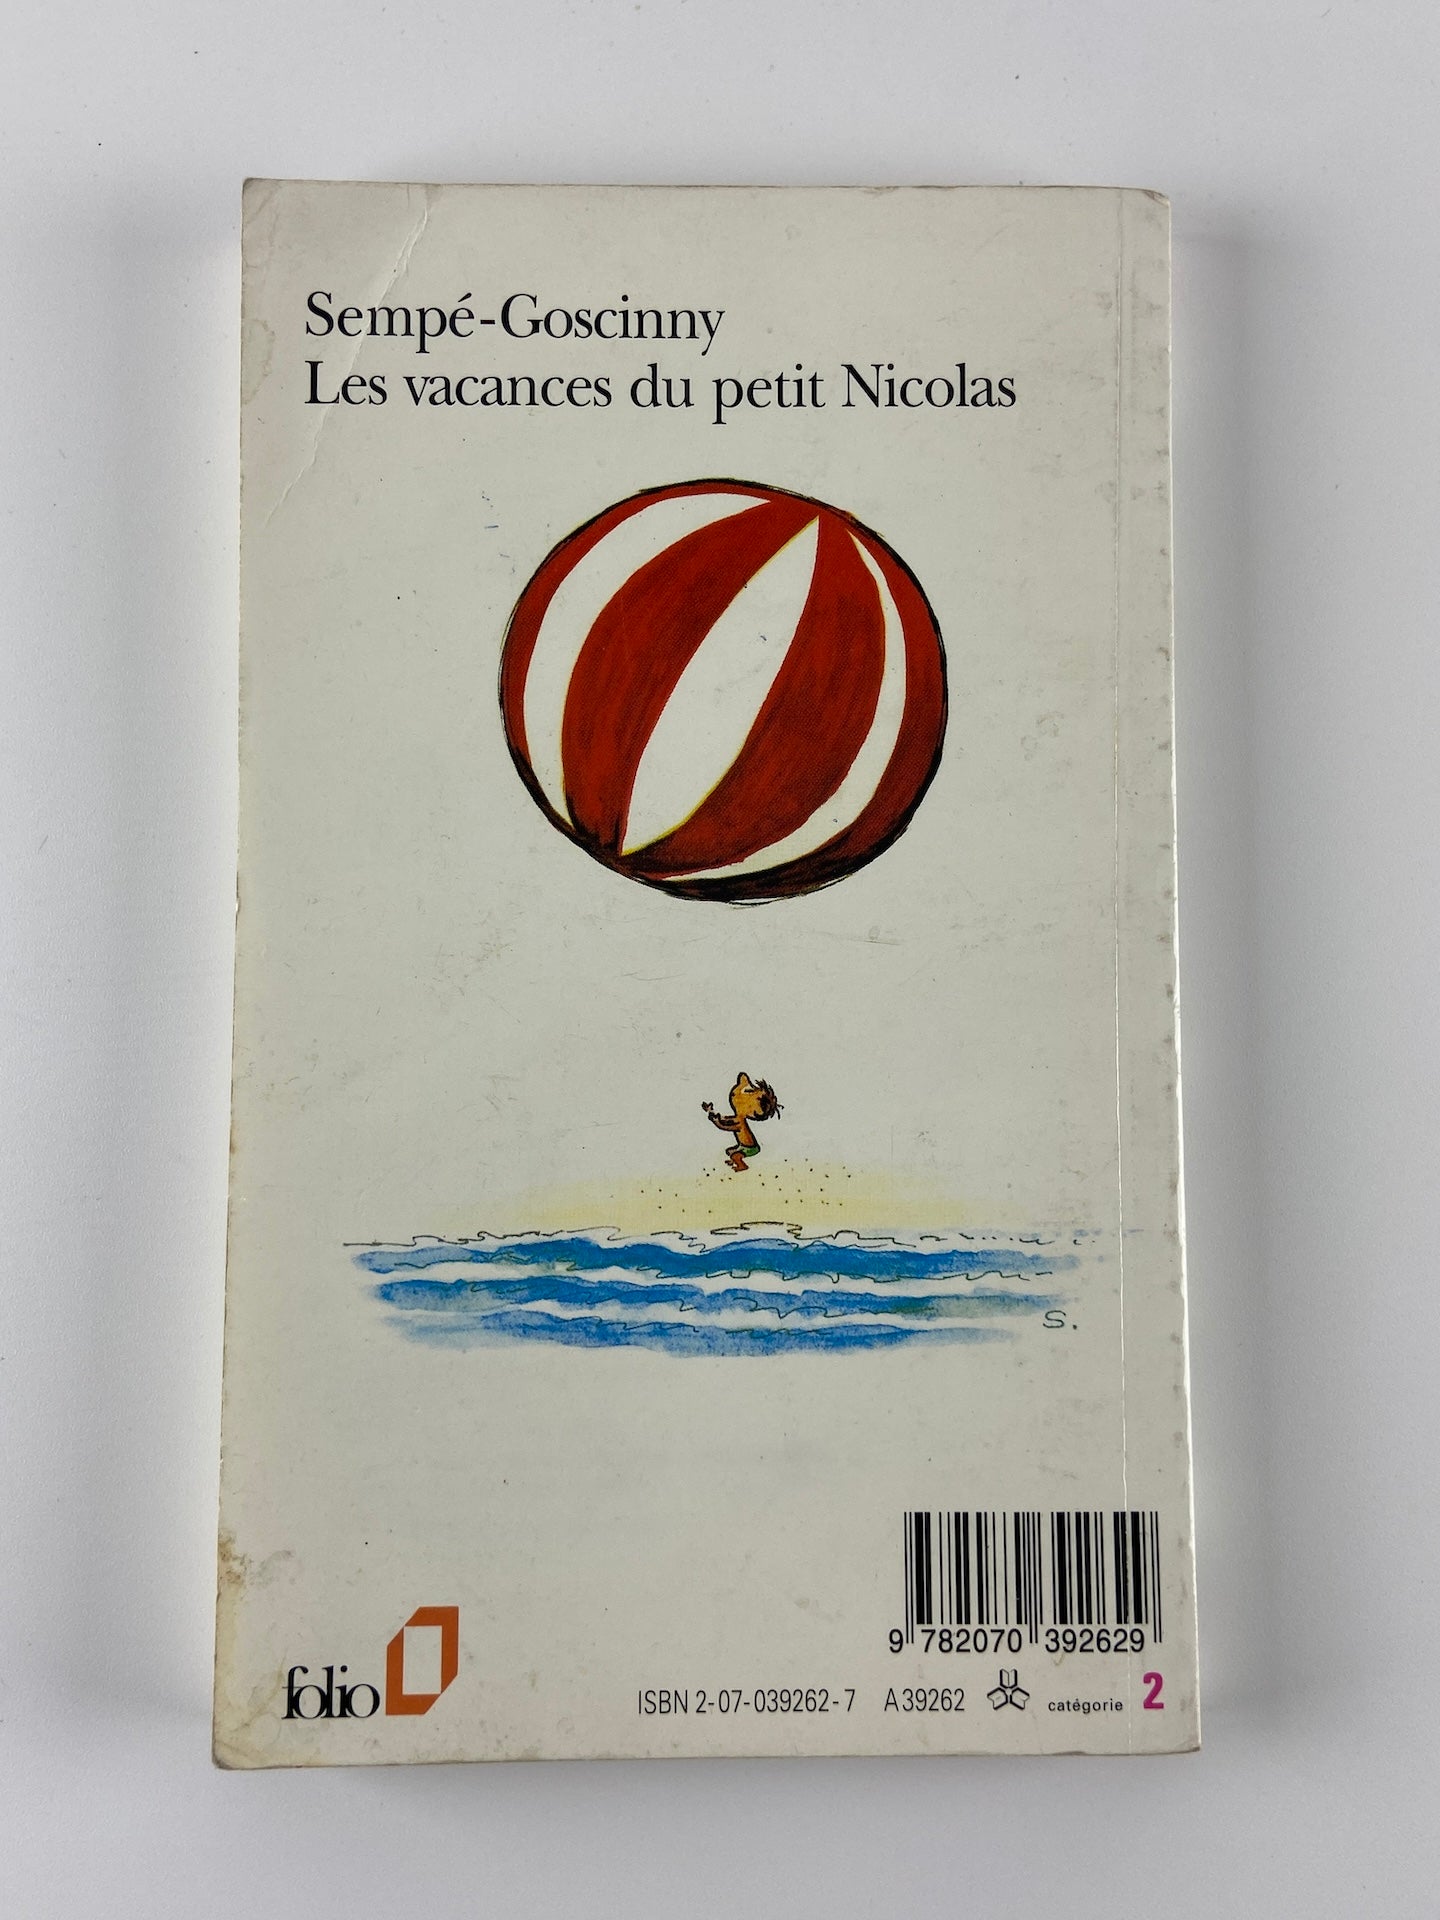 Sempé-Goscinny
Les vacances du petit Nicolas
S.
9 782070 392629
folio
ISBN 2-07-039262-7 A 39262 catégorie 2